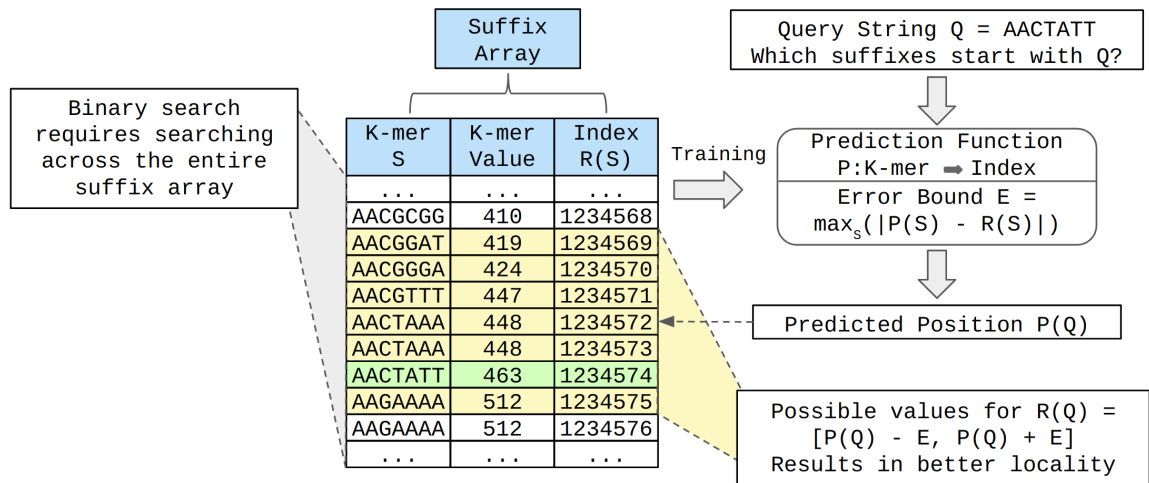 Suffix
Array
Query String Q = AACTATT
Which suffixes start with Q?
Binary search
requires searching
across the entire
suffix array
K-mer
S
K-mer
Value
Index
R(S)
... ... ...
AACGCGG 410 1234568
AACGGAT 419 1234569
AACGGGA 424 1234570
AACGTTT 447 1234571
AACTAAA 448 1234572
AACTAAA 448 1234573
AACTATT 463 1234574
AAGAAAA 512 1234575
AAGAAAA 512 1234576
... ... ...
Training
Prediction Function
P:K-mer ➡ Index
Error Bound E =
maxₛ(|P(S) - R(S)|)
Predicted Position P(Q)
Possible values for R(Q) =
[P(Q) - E, P(Q) + E]
Results in better locality